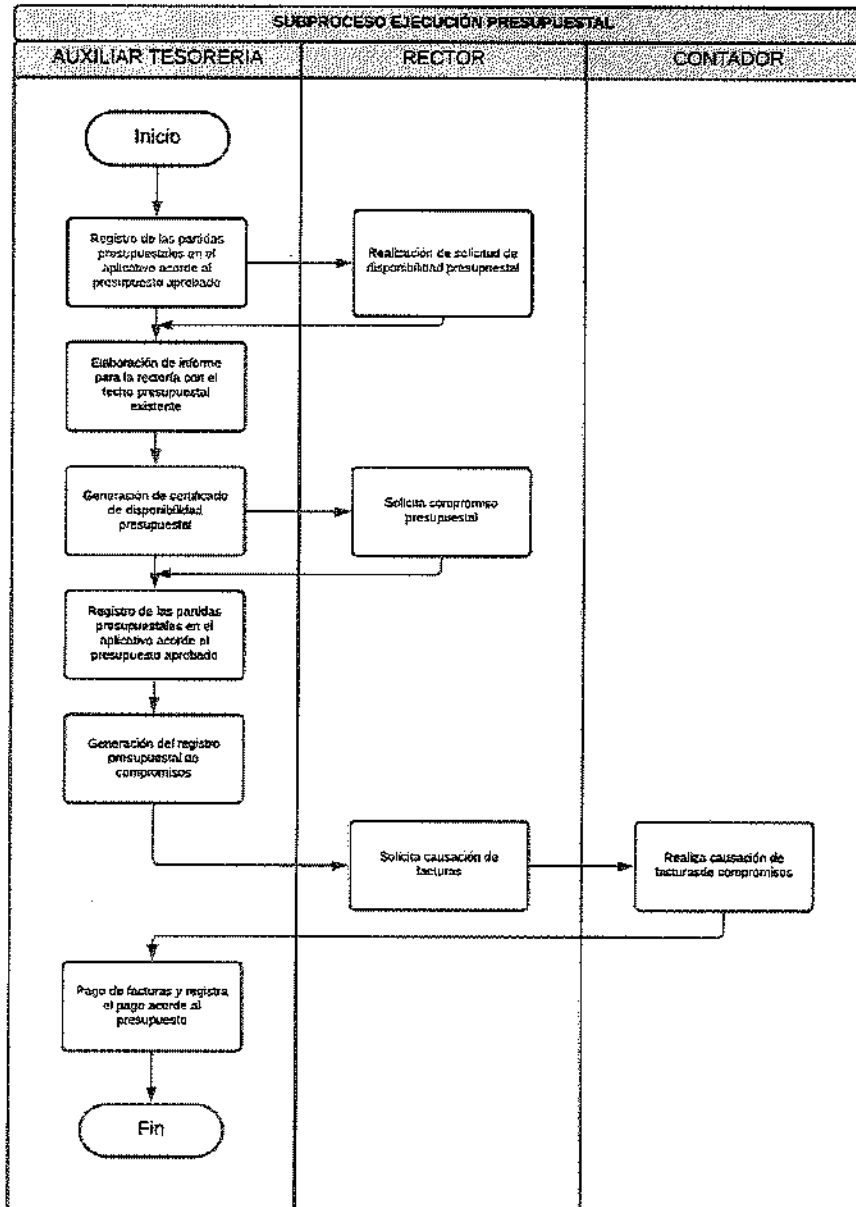 SUBPROCESO EJECUCIÓN PRESUPUESTAL
AUXILIAR TESORERIA
RECTOR
CONTADOR
Inicio
Registro de las partidas
presupuestales en el
aplicativo acorde al
presupuesto aprobado
Realización de solicitud de
disponibilidad presupuestal
Elaboración de informe
para la rectoría con el
techo presupuestal
existente
Generación de certificado
de disponibilidad
presupuestal
Solicita compromiso
presupuestal
Registro de las partidas
presupuestales en el
aplicativo acorde al
presupuesto aprobado
Generación del registro
presupuestal de
compromisos
Solicita causación de
facturas
Realiza causación de
facturasde compromisos
Pago de facturas y registra
el pago acorde al
presupuesto
Fin